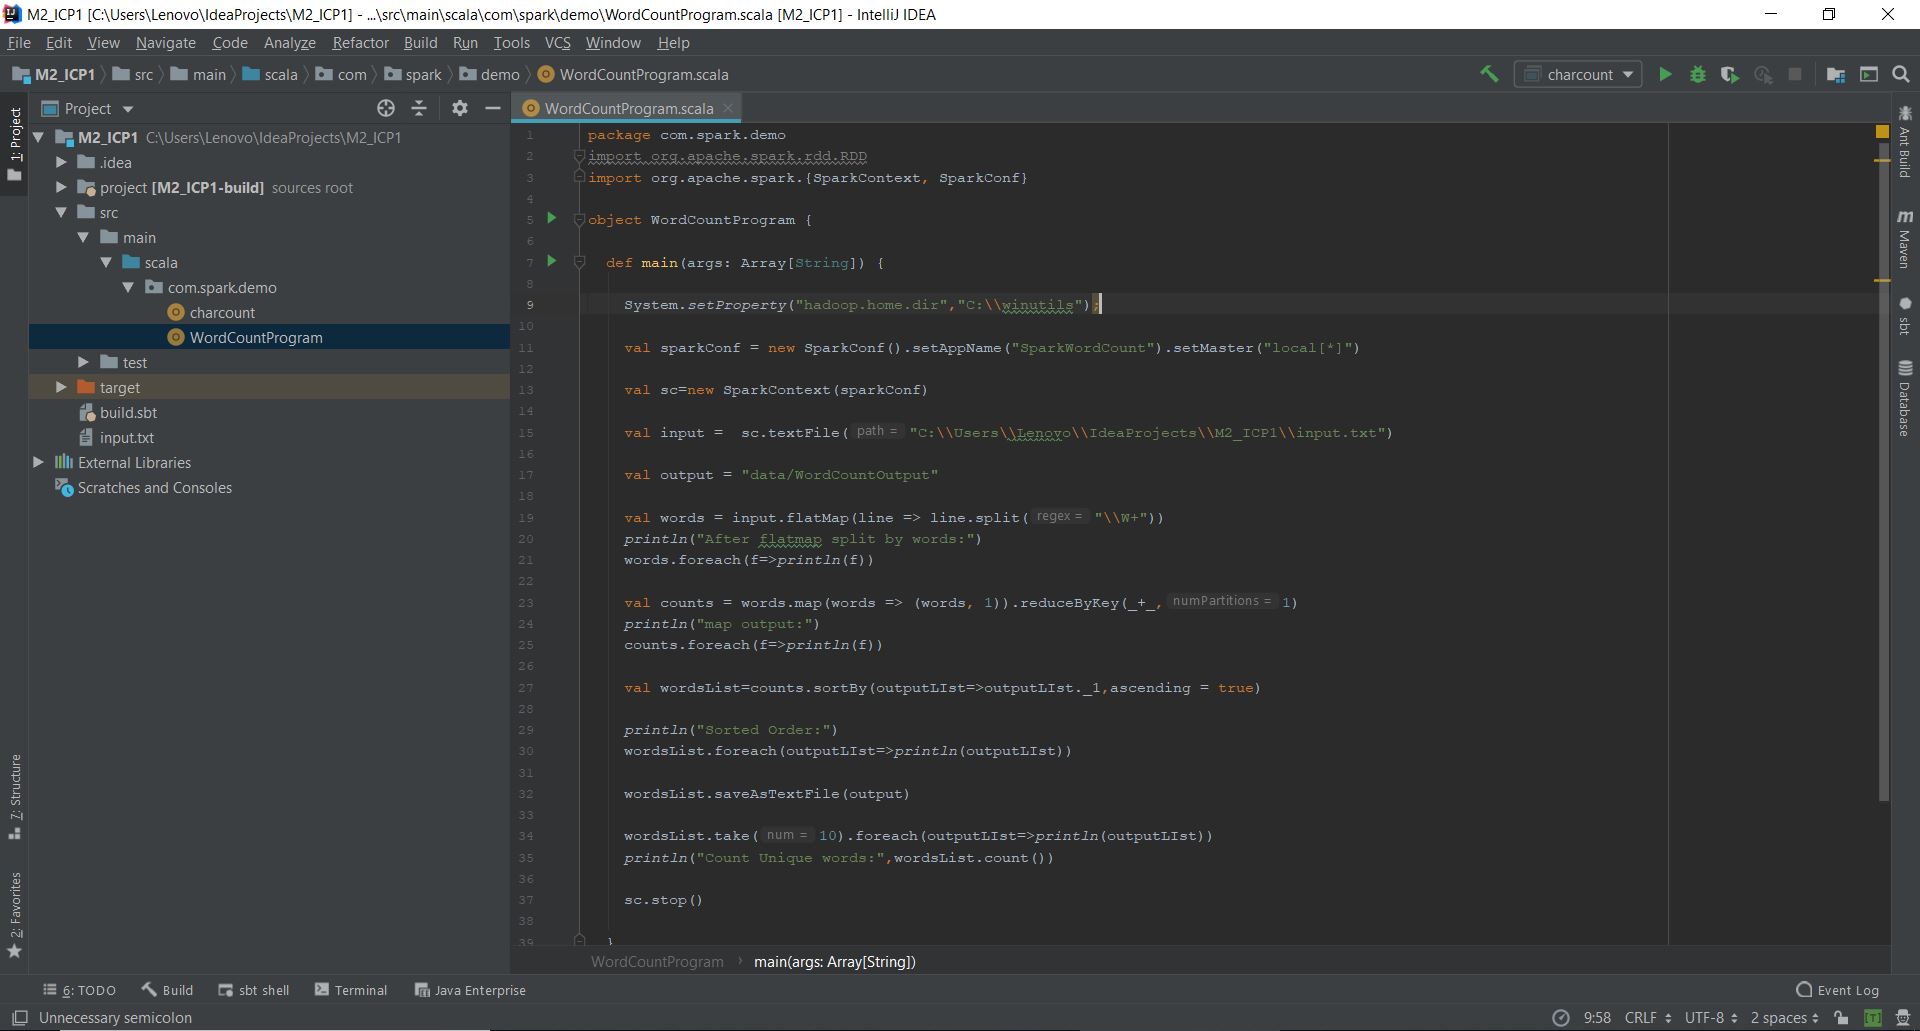 M2_ICP1 [C:\Users\Lenovo\IdeaProjects\M2_ICP1] - ...\src\main\scala\com\spark\demo\WordCountProgram.scala [M2_ICP1] - IntelliJ IDEA
File Edit View Navigate Code Analyze Refactor Build Run Tools VCS Window Help
M2_ICP1 src main scala com spark demo WordCountProgram.scala charcount
1: Project
Project
M2_ICP1 C:\Users\Lenovo\IdeaProjects\M2_ICP1
.idea
project [M2_ICP1-build] sources root
src
main
scala
com.spark.demo
charcount
WordCountProgram
test
target
build.sbt
input.txt
External Libraries
Scratches and Consoles
7: Structure
2: Favorites
WordCountProgram.scala
1 package com.spark.demo
2 import org.apache.spark.rdd.RDD
3 import org.apache.spark.{SparkContext, SparkConf}
4
5 object WordCountProgram {
6
7 def main(args: Array[String]) {
8
9 System.setProperty("hadoop.home.dir","C:\\winutils");
10
11 val sparkConf = new SparkConf().setAppName("SparkWordCount").setMaster("local[*]")
12
13 val sc=new SparkContext(sparkConf)
14
15 val input =  sc.textFile( path = "C:\\Users\\Lenovo\\IdeaProjects\\M2_ICP1\\input.txt")
16
17 val output = "data/WordCountOutput"
18
19 val words = input.flatMap(line => line.split( regex = "\\W+"))
20 println("After flatmap split by words:")
21 words.foreach(f=>println(f))
22
23 val counts = words.map(words => (words, 1)).reduceByKey(_+_, numPartitions = 1)
24 println("map output:")
25 counts.foreach(f=>println(f))
26
27 val wordsList=counts.sortBy(outputLIst=>outputLIst._1,ascending = true)
28
29 println("Sorted Order:")
30 wordsList.foreach(outputLIst=>println(outputLIst))
31
32 wordsList.saveAsTextFile(output)
33
34 wordsList.take( num = 10).foreach(outputLIst=>println(outputLIst))
35 println("Count Unique words:",wordsList.count())
36
37 sc.stop()
38
39 }
WordCountProgram › main(args: Array[String])
Ant Build
m
Maven
sbt
Database
6: TODO Build sbt shell Terminal Java Enterprise Event Log
Unnecessary semicolon 9:58 CRLF UTF-8 2 spaces [T]